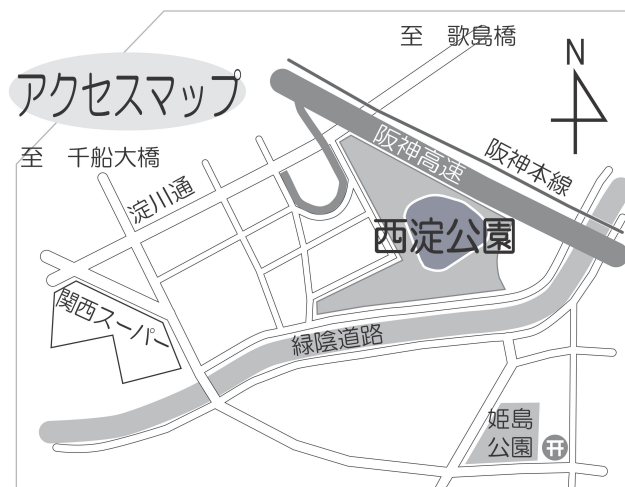 至　歌島橋
N
アクセスマップ
至　千船大橋
阪神高速
阪神本線
淀川通
西淀公園
関西スーパー
緑陰道路
姫島
公園